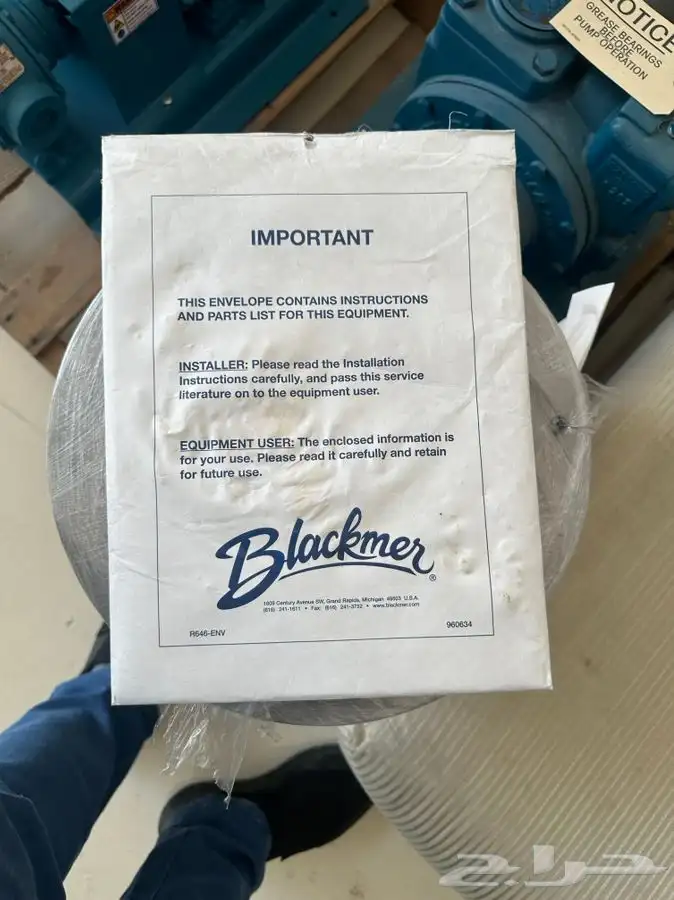 NOTICE
GREASE BEARINGS
BEFORE
PUMP OPERATION
IMPORTANT
THIS ENVELOPE CONTAINS INSTRUCTIONS
AND PARTS LIST FOR THIS EQUIPMENT.
INSTALLER: Please read the Installation
Instructions carefully, and pass this service
literature on to the equipment user.
EQUIPMENT USER: The enclosed information is
for your use. Please read it carefully and retain
for future use.
Blackmer®
1809 Century Avenue SW, Grand Rapids, Michigan 49503 U.S.A.
(616) 241-1611 • Fax: (616) 241-3752 • www.blackmer.com
R646-ENV
960634
حراج